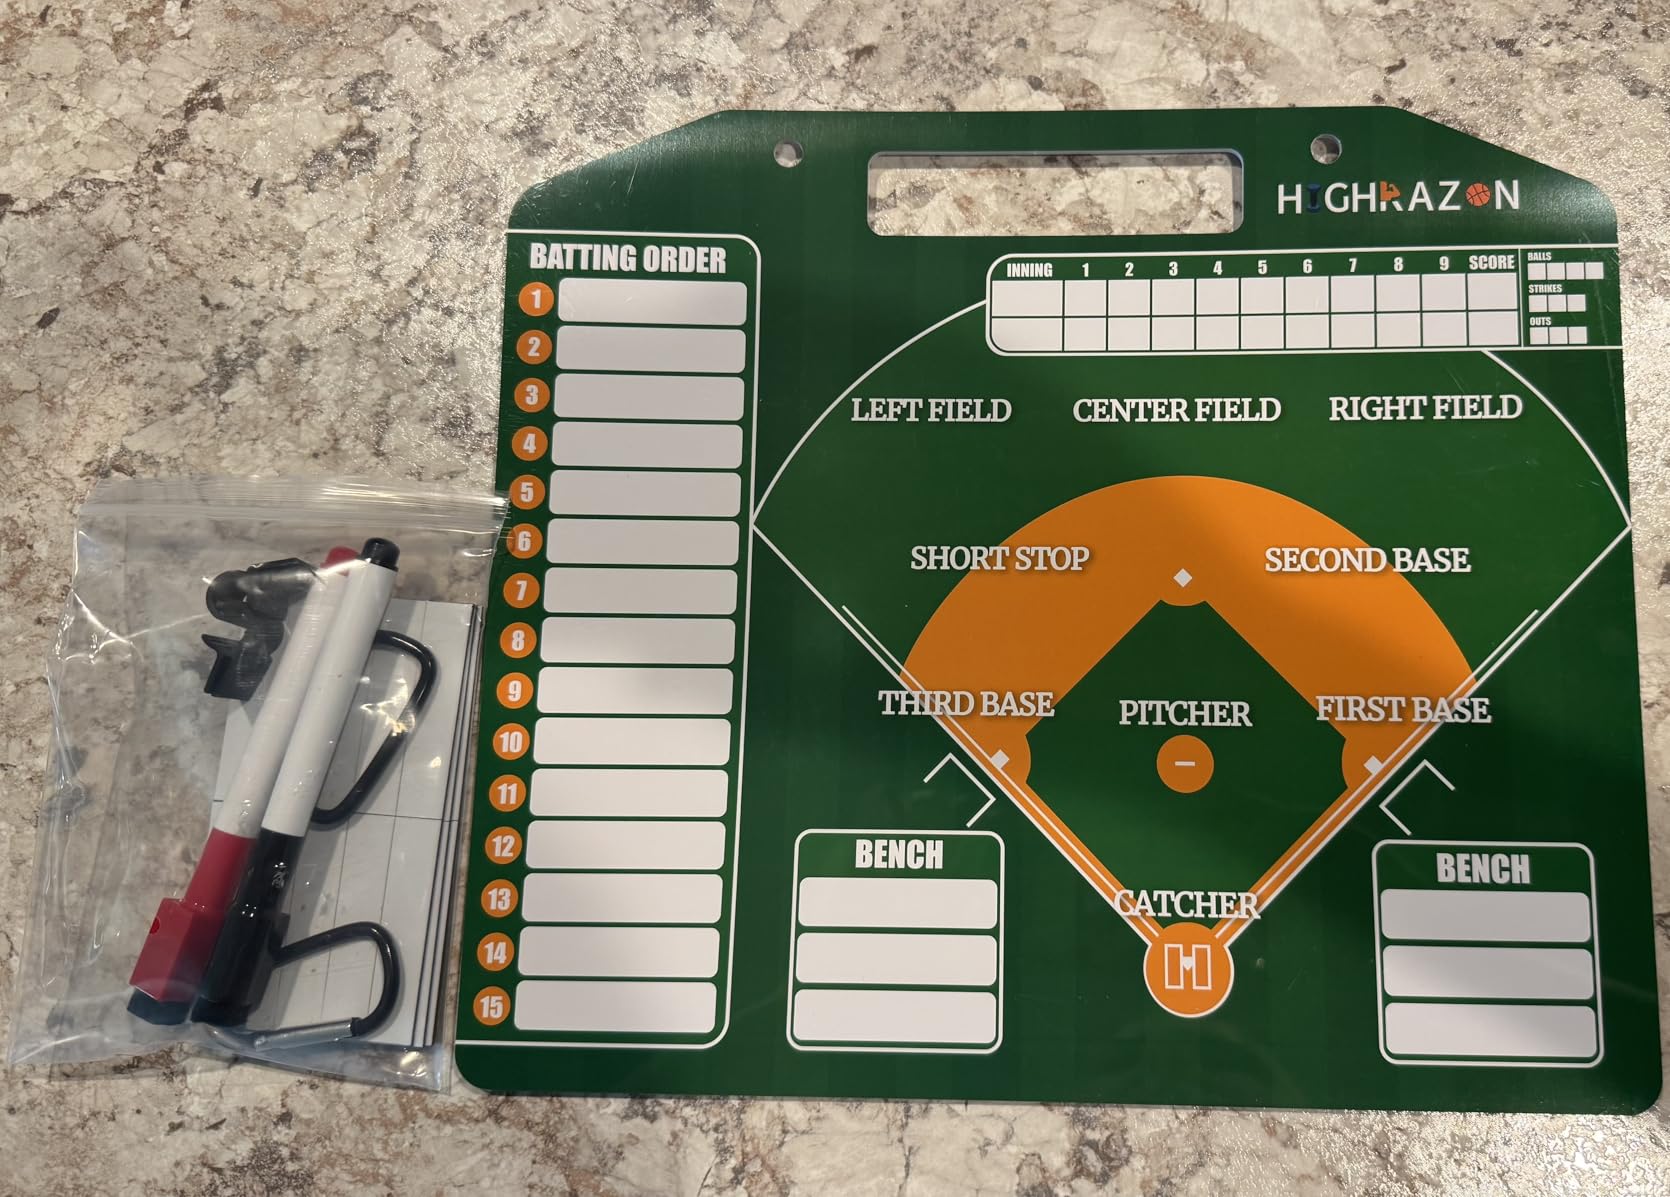 HIGHRAZON
BATTING ORDER
1
2
3
4
5
6
7
8
9
10
11
12
13
14
15
INNING 1 2 3 4 5 6 7 8 9 SCORE
BALLS
STRIKES
OUTS
LEFT FIELD CENTER FIELD RIGHT FIELD
SHORT STOP SECOND BASE
THIRD BASE PITCHER FIRST BASE
BENCH
BENCH
CATCHER
H